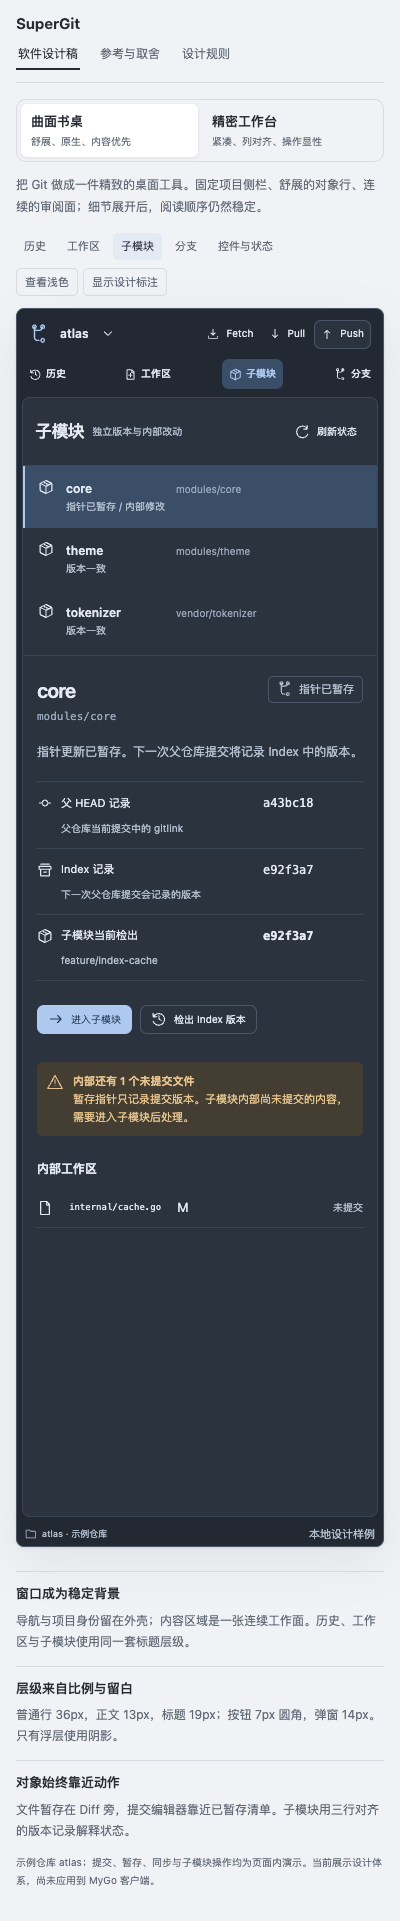 SuperGit
软件设计稿 参考与取舍 设计规则
曲面书桌 精密工作台
舒展、原生、内容优先 紧凑、列对齐、操作显性
把 Git 做成一件精致的桌面工具。固定项目侧栏、舒展的对象行、连
续的审阅面；细节展开后，阅读顺序仍然稳定。
历史 工作区 子模块 分支 控件与状态
查看浅色 显示设计标注
atlas Fetch Pull Push
历史 工作区 子模块 分支
子模块 独立版本与内部改动 刷新状态
core modules/core
指针已暂存 / 内部修改
theme modules/theme
版本一致
tokenizer vendor/tokenizer
版本一致
core 指针已暂存
modules/core
指针更新已暂存。下一次父仓库提交将记录 Index 中的版本。
父 HEAD 记录 a43bc18
父仓库当前提交中的 gitlink
Index 记录 e92f3a7
下一次父仓库提交会记录的版本
子模块当前检出 e92f3a7
feature/index-cache
进入子模块 检出 Index 版本
内部还有 1 个未提交文件
暂存指针只记录提交版本。子模块内部尚未提交的内容，
需要进入子模块后处理。
内部工作区
internal/cache.go M 未提交
atlas · 示例仓库 本地设计样例
窗口成为稳定背景
导航与项目身份留在外壳；内容区域是一张连续工作面。历史、工作
区与子模块使用同一套标题层级。
层级来自比例与留白
普通行 36px，正文 13px，标题 19px；按钮 7px 圆角，弹窗 14px。
只有浮层使用阴影。
对象始终靠近动作
文件暂存在 Diff 旁，提交编辑器靠近已暂存清单。子模块用三行对齐
的版本记录解释状态。
示例仓库 atlas；提交、暂存、同步与子模块操作均为页面内演示。当前展示设计体
系，尚未应用到 MyGo 客户端。